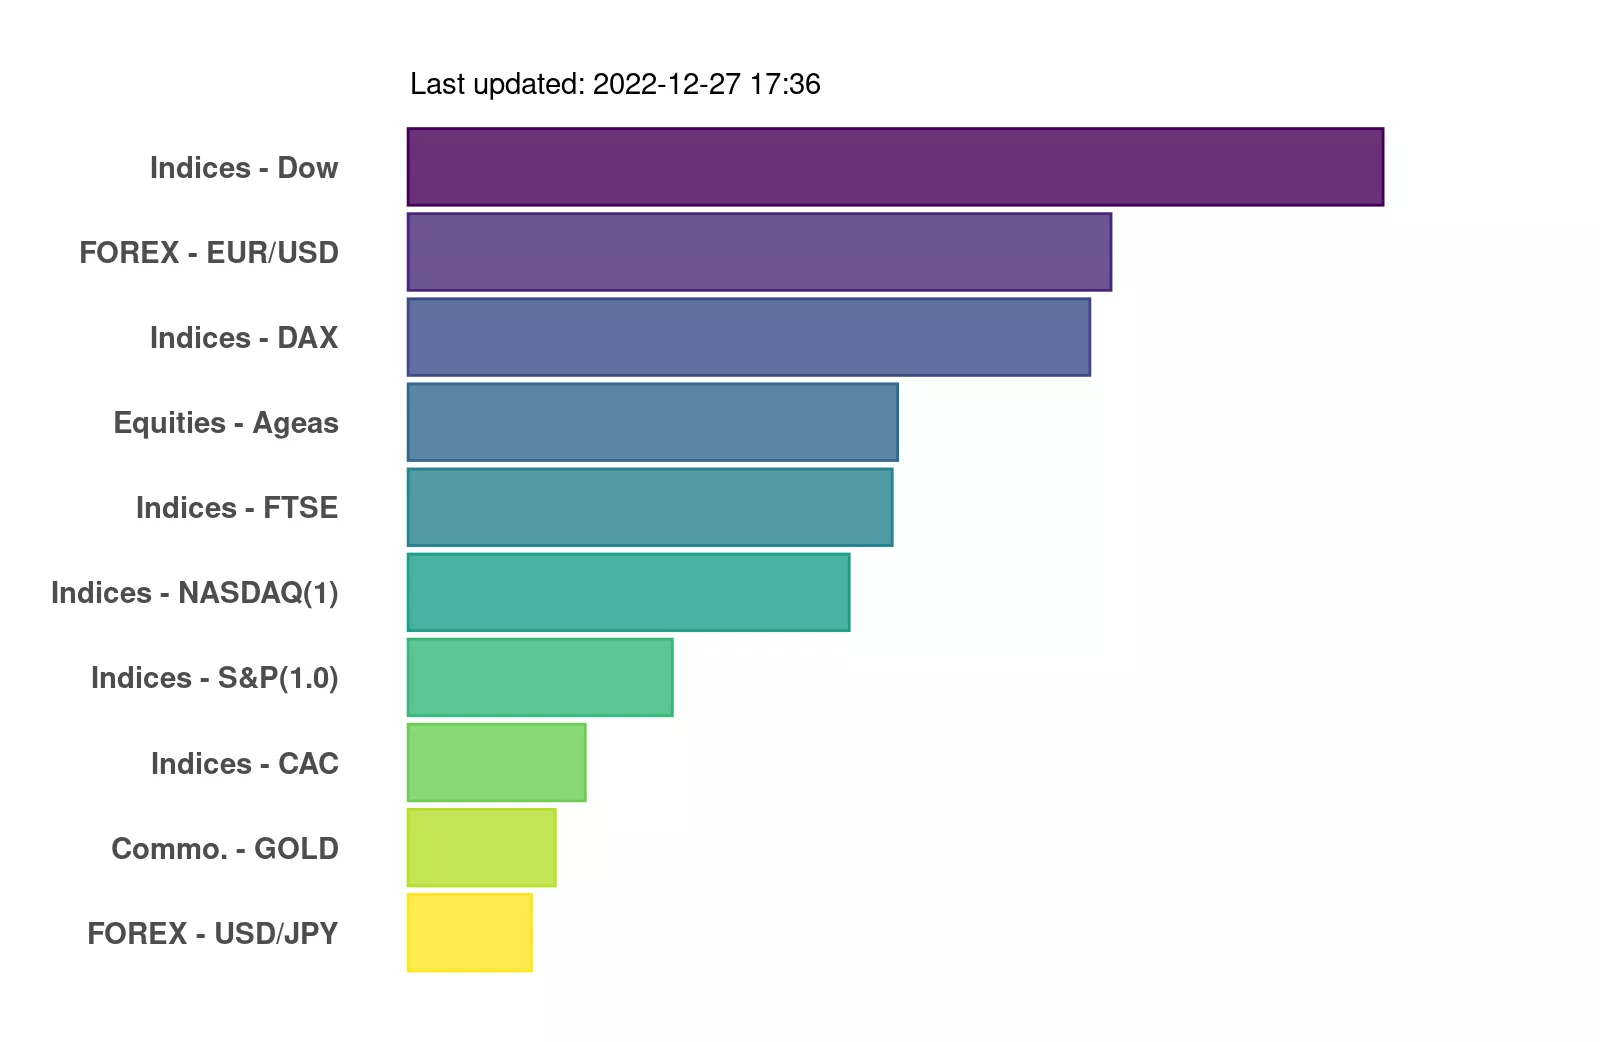 Last updated: 2022-12-27 17:36
Indices - Dow
FOREX - EUR/USD
Indices - DAX
Equities - Ageas
Indices - FTSE
Indices - NASDAQ(1)
Indices - S&P(1.0)
Indices - CAC
Commo. - GOLD
FOREX - USD/JPY